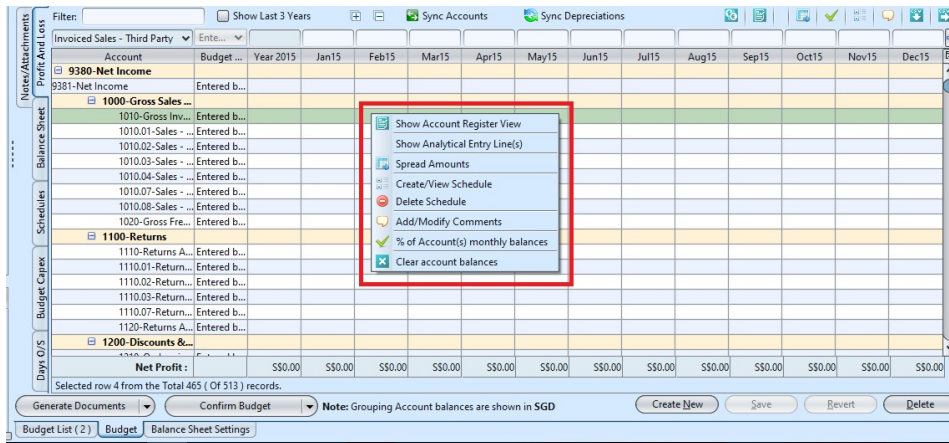 Filter: Show Last 3 Years Sync Accounts Sync Depreciations
Invoiced Sales - Third Party Ente...
Account Budget ... Year 2015 Jan15 Feb15 Mar15 Apr15 May15 Jun15 Jul15 Aug15 Sep15 Oct15 Nov15 Dec15
9380-Net Income
9381-Net Income Entered b...
1000-Gross Sales ...
1010-Gross Inv... Entered b...
1010.01-Sales - ... Entered b...
1010.02-Sales - ... Entered b...
1010.03-Sales - ... Entered b...
1010.04-Sales - ... Entered b...
1010.07-Sales - ... Entered b...
1010.08-Sales - ... Entered b...
1020-Gross Fre... Entered b...
1100-Returns
1110-Returns A... Entered b...
1110.01-Return... Entered b...
1110.02-Return... Entered b...
1110.03-Return... Entered b...
1110.07-Return... Entered b...
1120-Returns A... Entered b...
1200-Discounts &...
Net Profit : S$0.00 S$0.00 S$0.00 S$0.00 S$0.00 S$0.00 S$0.00 S$0.00 S$0.00 S$0.00 S$0.00 S$0.00 S$0.00
Selected row 4 from the Total 465 ( Of 513 ) records.
Show Account Register View
Show Analytical Entry Line(s)
Spread Amounts
Create/View Schedule
Delete Schedule
Add/Modify Comments
% of Account(s) monthly balances
Clear account balances
Notes/Attachments
Profit And Loss
Balance Sheet
Schedules
Budget Capex
Days O/S
Generate Documents Confirm Budget Note: Grouping Account balances are shown in SGD Create New Save Revert Delete
Budget List ( 2 ) Budget Balance Sheet Settings